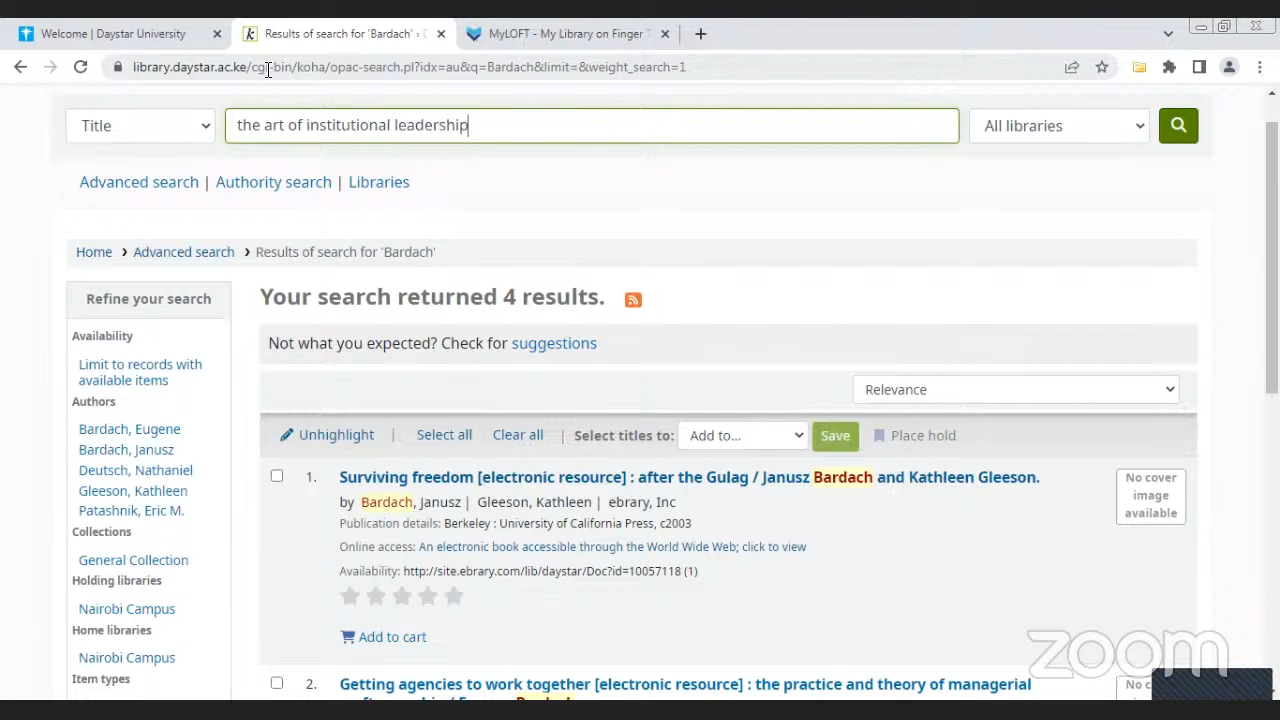 Welcome | Daystar University
k Results of search for 'Bardach' ›
MyLOFT - My Library on Finger T
library.daystar.ac.ke/cgi-bin/koha/opac-search.pl?idx=au&q=Bardach&limit=&weight_search=1
Title
the art of institutional leadership
All libraries
Advanced search | Authority search | Libraries
Home › Advanced search › Results of search for 'Bardach'
Refine your search
Availability
Limit to records with
available items
Authors
Bardach, Eugene
Bardach, Janusz
Deutsch, Nathaniel
Gleeson, Kathleen
Patashnik, Eric M.
Collections
General Collection
Holding libraries
Nairobi Campus
Home libraries
Nairobi Campus
Item types
Your search returned 4 results.
Not what you expected? Check for suggestions
Relevance
Unhighlight | Select all Clear all | Select titles to: Add to... Save Place hold
1. Surviving freedom [electronic resource] : after the Gulag / Janusz Bardach and Kathleen Gleeson.
by Bardach, Janusz | Gleeson, Kathleen | ebrary, Inc
Publication details: Berkeley : University of California Press, c2003
Online access: An electronic book accessible through the World Wide Web; click to view
Availability: http://site.ebrary.com/lib/daystar/Doc?id=10057118 (1)
Add to cart
No cover
image
available
2. Getting agencies to work together [electronic resource] : the practice and theory of managerial
No c
zoom